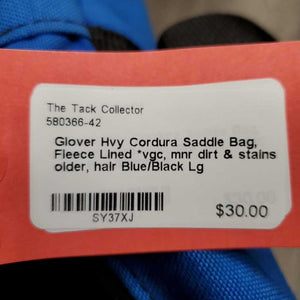 The Tack Collector
580366-42
Glover Hvy Cordura Saddle Bag,
Fleece Lined *vgc, mnr dirt & stains
older, hair Blue/Black Lg
SY37XJ
$30.00